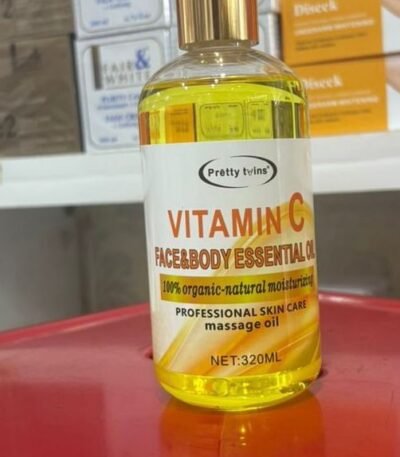 FAIR
&
WHITE
Diseek
Diseek
Pretty twins®
VITAMIN C
FACE&BODY ESSENTIAL OIL
100% organic-natural moisturizing
PROFESSIONAL SKIN CARE
massage oil
NET:320ML